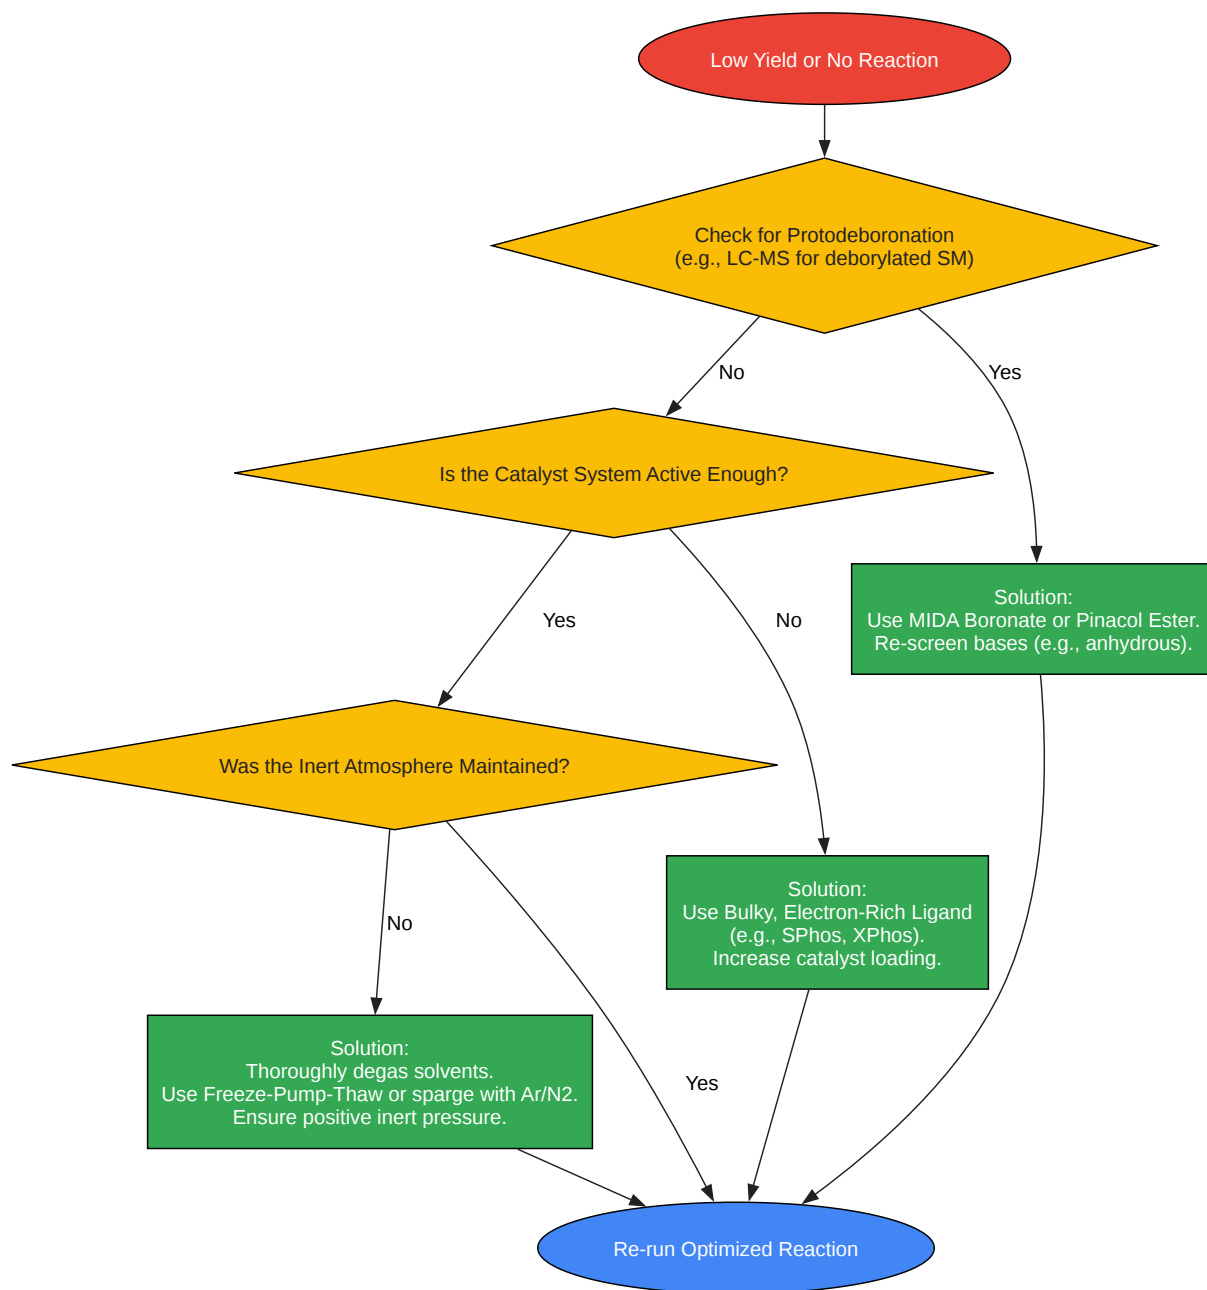 Low Yield or No Reaction
Check for Protodeboronation
(e.g., LC-MS for deborylated SM)
No
Yes
Is the Catalyst System Active Enough?
Yes
No
Solution:
Use MIDA Boronate or Pinacol Ester.
Re-screen bases (e.g., anhydrous).
Was the Inert Atmosphere Maintained?
No
Yes
Solution:
Use Bulky, Electron-Rich Ligand
(e.g., SPhos, XPhos).
Increase catalyst loading.
Solution:
Thoroughly degas solvents.
Use Freeze-Pump-Thaw or sparge with Ar/N2.
Ensure positive inert pressure.
Re-run Optimized Reaction